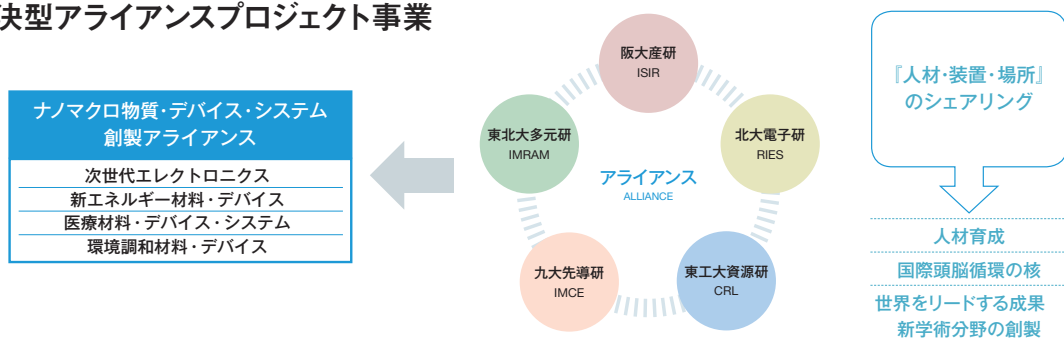 決型アライアンスプロジェクト事業
ナノマクロ物質・デバイス・システム
創製アライアンス
次世代エレクトロニクス
新エネルギー材料・デバイス
医療材料・デバイス・システム
環境調和材料・デバイス
阪大産研
ISIR
東北大多元研
IMRAM
北大電子研
RIES
アライアンス
ALLIANCE
九大先導研
IMCE
東工大資源研
CRL
『人材・装置・場所』
のシェアリング
人材育成
国際頭脳循環の核
世界をリードする成果
新学術分野の創製